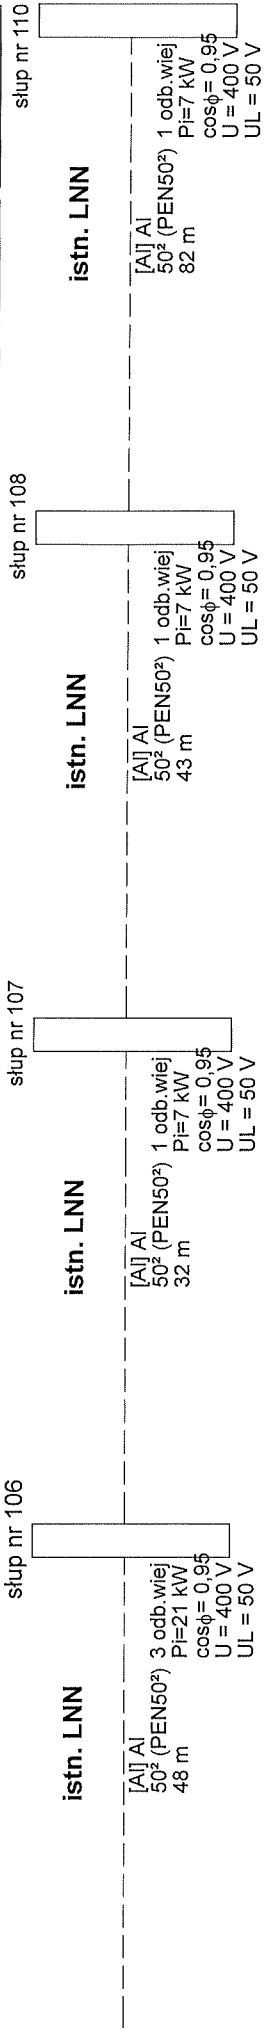 istn. LNN
[Al] Al
50² (PEN50²)
48 m
słup nr 106
3 odb.wiej
Pi=21 kW
cosϕ= 0,95
U = 400 V
UL = 50 V
istn. LNN
[Al] Al
50² (PEN50²)
32 m
słup nr 107
1 odb.wiej
Pi=7 kW
cosϕ= 0,95
U = 400 V
UL = 50 V
istn. LNN
[Al] Al
50² (PEN50²)
43 m
słup nr 108
1 odb.wiej
Pi=7 kW
cosϕ= 0,95
U = 400 V
UL = 50 V
istn. LNN
[Al] Al
50² (PEN50²)
82 m
słup nr 110
1 odb.wiej
Pi=7 kW
cosϕ= 0,95
U = 400 V
UL = 50 V